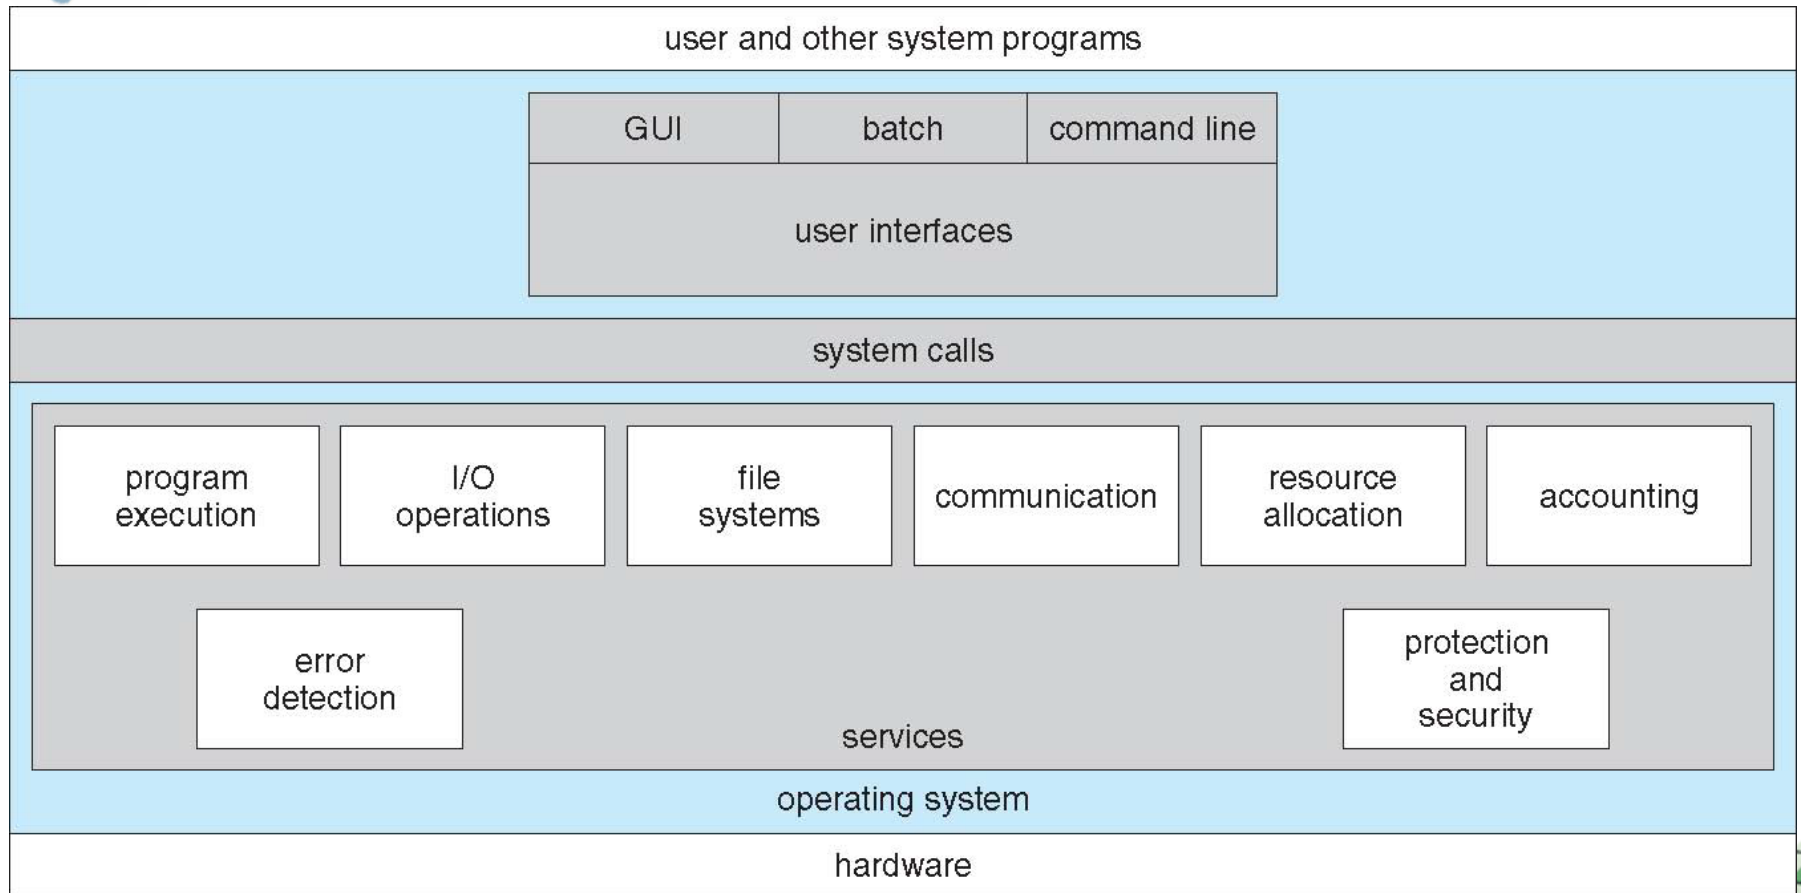 user and other system programs
GUI
batch
command line
user interfaces
system calls
program
execution
I/O
operations
file
systems
communication
resource
allocation
accounting
error
detection
protection
and
security
services
operating system
hardware